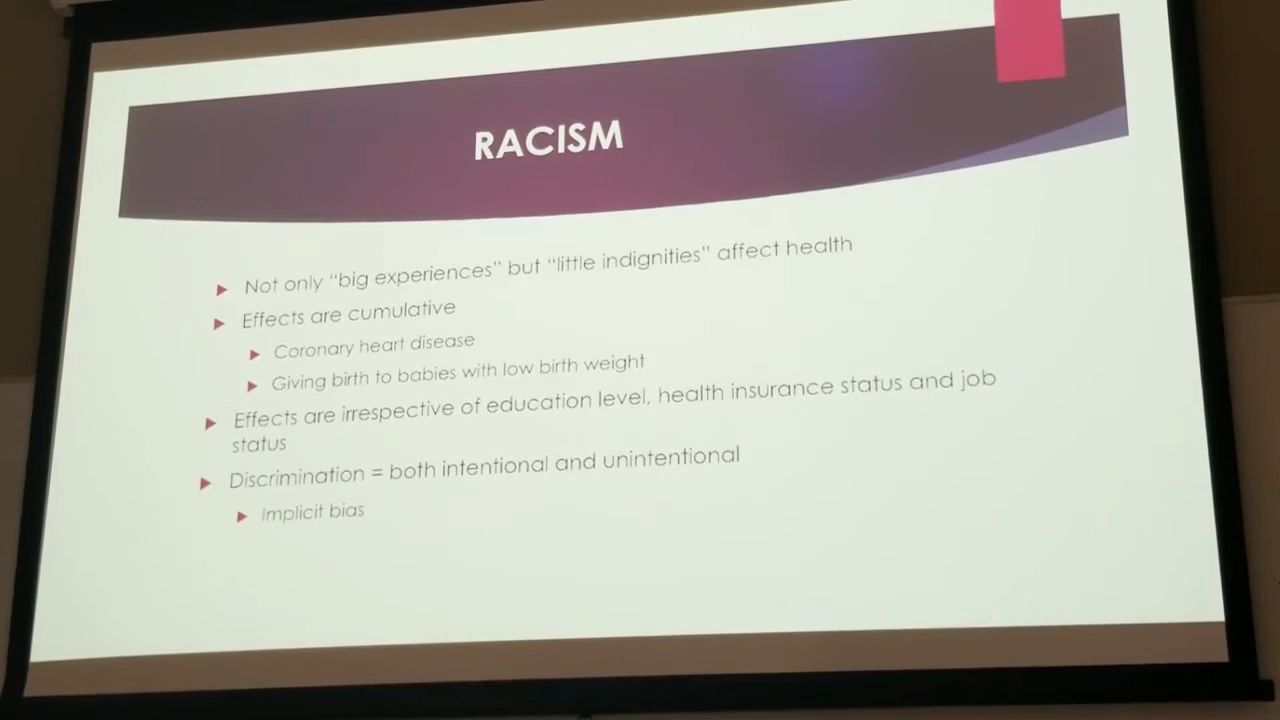 RACISM
Not only “big experiences” but “little indignities” affect health
Effects are cumulative
Coronary heart disease
Giving birth to babies with low birth weight
Effects are irrespective of education level, health insurance status and job
status
Discrimination = both intentional and unintentional
Implicit bias